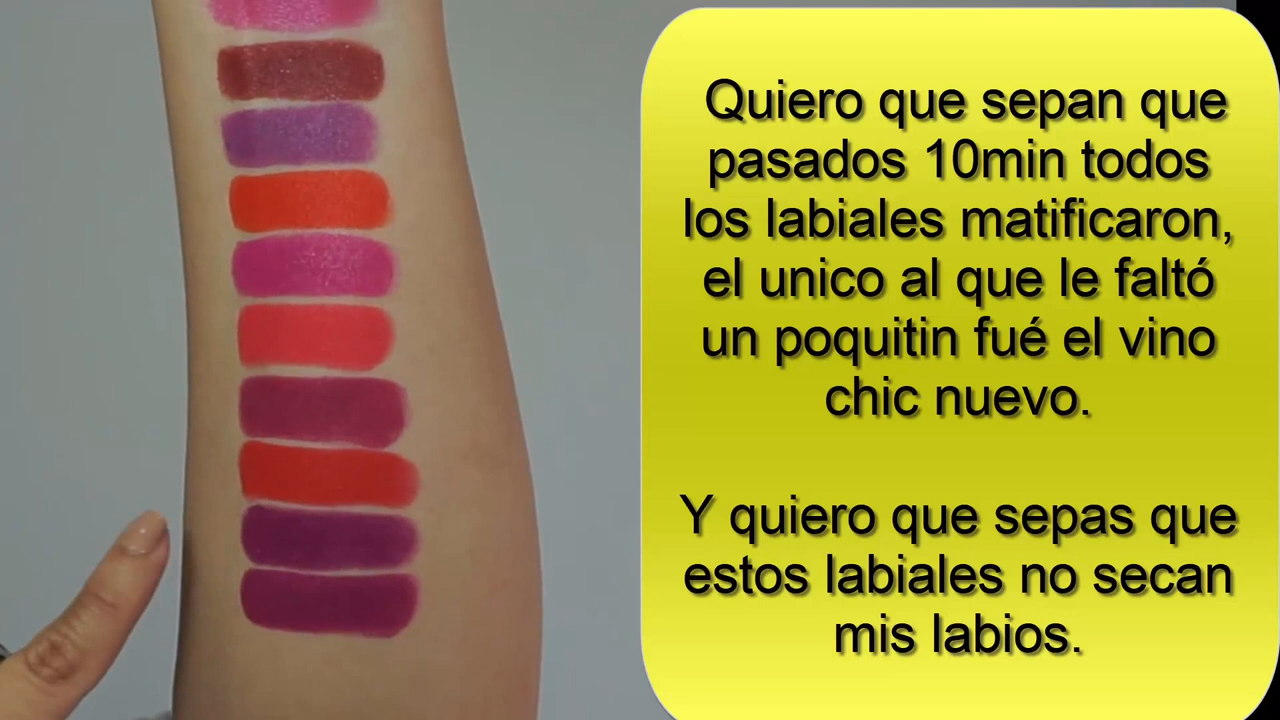 Quiero que sepan que
pasados 10min todos
los labiales matificaron,
el unico al que le faltó
un poquitin fué el vino
chic nuevo.
Y quiero que sepas que
estos labiales no secan
mis labios.